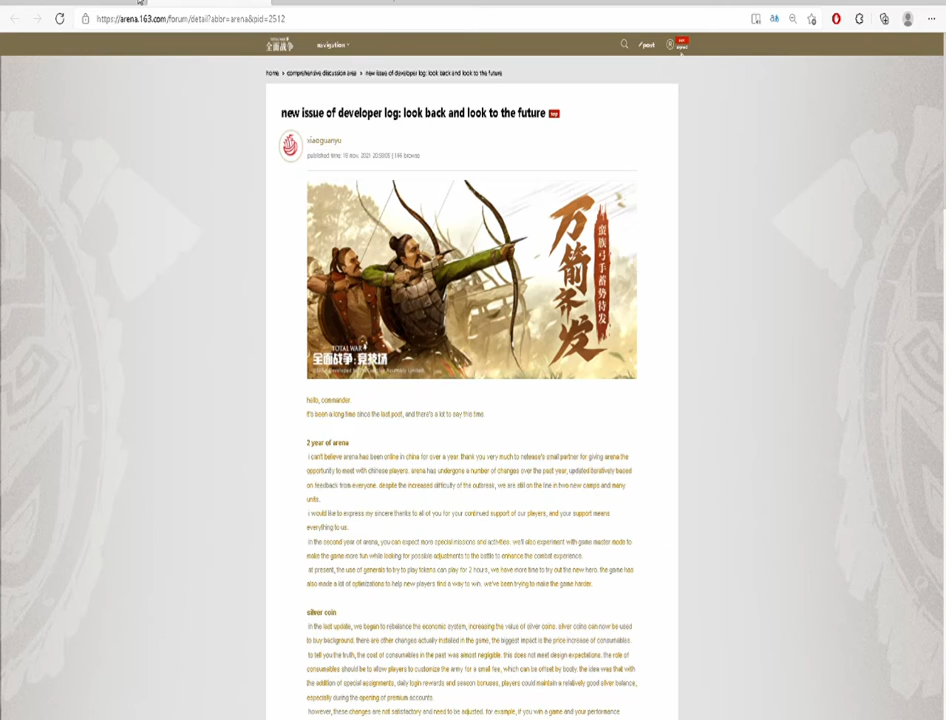 https://arena.163.com/forum/detail?abbr=arena&pid=2512
TOTAL WAR
全面战争
navigation
post
home > comprehensive discussion area > new issue of developer log: look back and look to the future
new issue of developer log: look back and look to the future top
xiaoguanyu
published time: 10 nov. 2021 20:59:05 | 146 browse
万箭齐发
蛮族弓手蓄势待发
TOTAL WAR
全面战争:竞技场
hello, commander.
it's been a long time since the last post, and there's a lot to say this time.
2 year of arena
i can't believe arena has been online in china for over a year. thank you very much to netease's small partner for giving arena the
opportunity to meet with chinese players. arena has undergone a number of changes over the past year, updated iteratively based
on feedback from everyone. despite the increased difficulty of the outbreak, we are still on the line in two new camps and many
units.
i would like to express my sincere thanks to all of you for your continued support of our players, and your support means
everything to us.
in the second year of arena, you can expect more special missions and activities. we'll also experiment with game master mode to
make the game more fun while looking for possible adjustments to the battle to enhance the combat experience.
at present, the use of generals to try to play tokens can play for 2 hours, we have more time to try out the new hero. the game has
also made a lot of optimizations to help new players find a way to win. we've been trying to make the game harder.
silver coin
in the last update, we began to rebalance the economic system, increasing the value of silver coins. silver coins can now be used
to buy background. there are other changes actually installed in the game, the biggest impact is the price increase of consumables.
to tell you the truth, the cost of consumables in the past was almost negligible. this does not meet design expectations. the role of
consumables should be to allow players to customize the army for a small fee, which can be offset by booty. the idea was that with
the addition of special assignments, daily login rewards and season bonuses, players could maintain a relatively good silver balance,
especially during the opening of premium accounts.
however, these changes are not satisfactory and need to be adjusted. for example, if you win a game and your performance